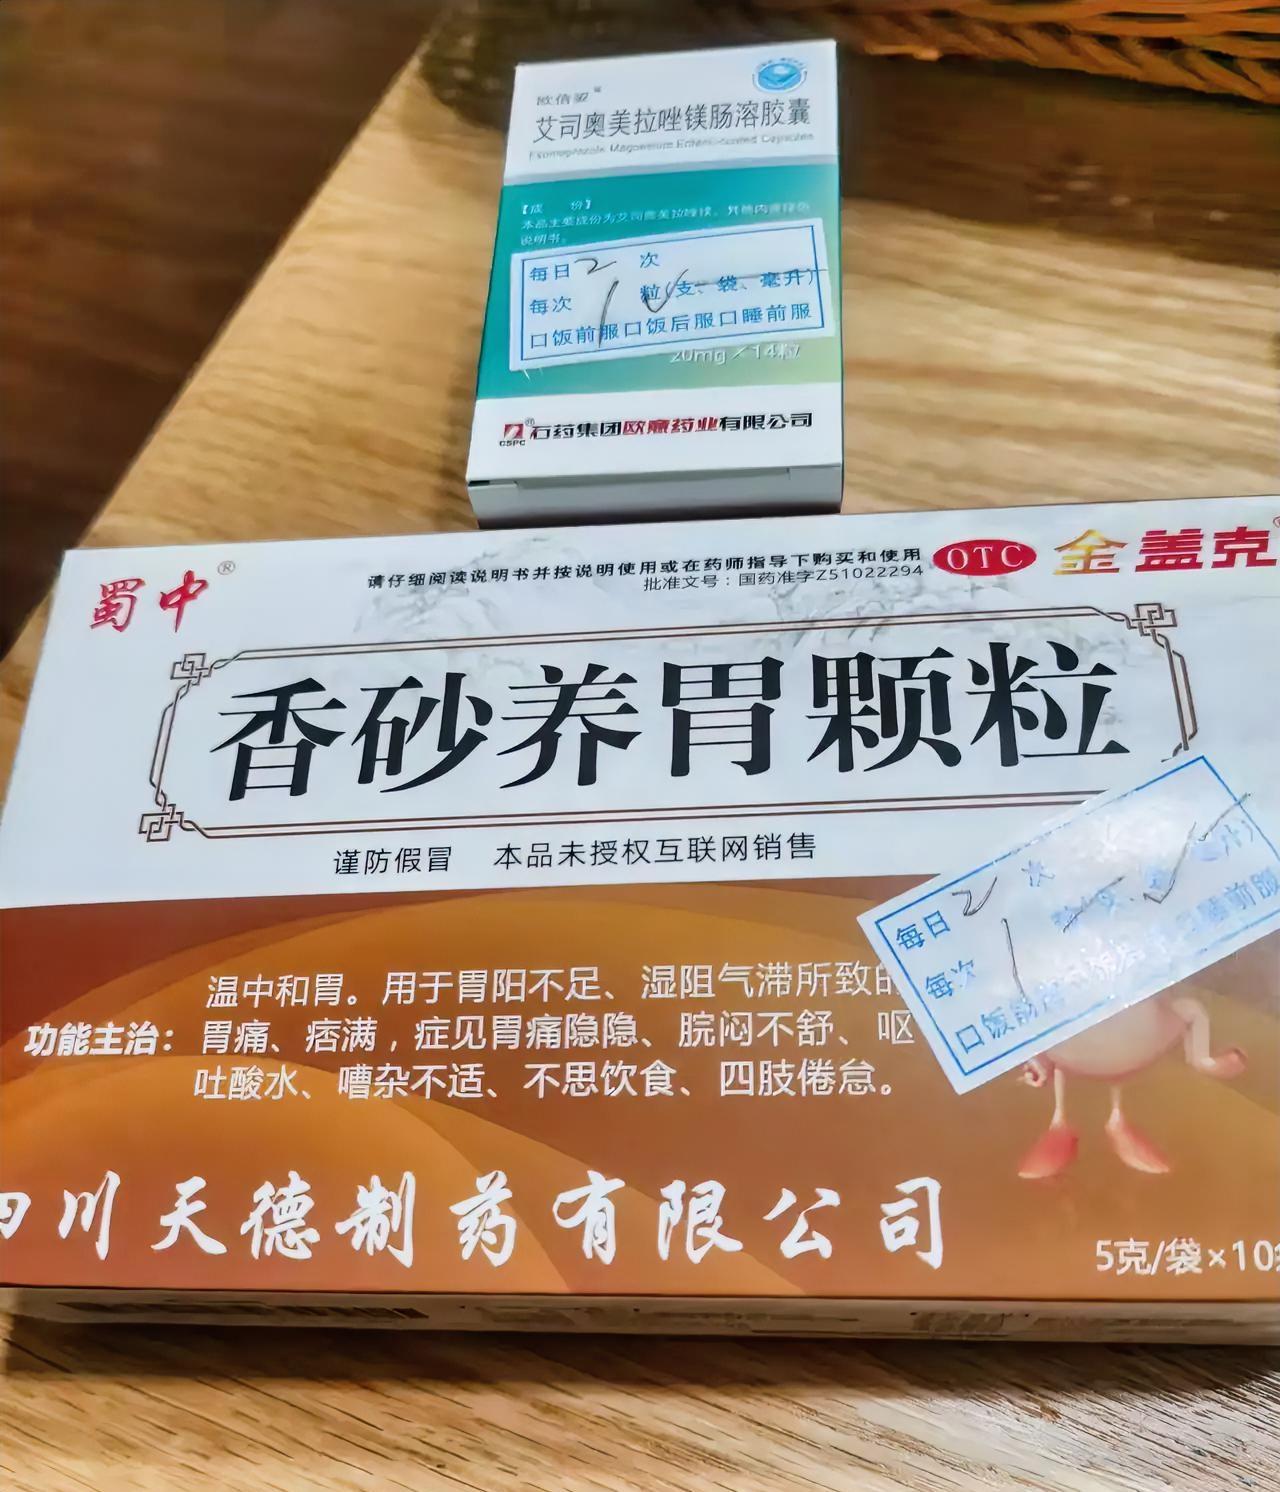 欧倍妥
艾司奥美拉唑镁肠溶胶囊
Esomeprazole Magnesium Enteric-coated Capsules
【成 份】
本品主要成份为艾司奥美拉唑镁。其他内容详见
说明书。
每日2 次
每次1 粒(支、袋、毫升)
口饭前服口饭后服口睡前服
20mg×14粒
CSPC 石药集团欧意药业有限公司
蜀中®
请仔细阅读说明书并按说明使用或在药师指导下购买和使用
批准文号:国药准字Z51022294
OTC
金盖克
香砂养胃颗粒
谨防假冒 本品未授权互联网销售
每日2 次
每次1
口饭前 睡前服
功能主治:
温中和胃。用于胃阳不足、湿阻气滞所致的
胃痛、痞满,症见胃痛隐隐、脘闷不舒、呕
吐酸水、嘈杂不适、不思饮食、四肢倦怠。
四川天德制药有限公司
5克/袋×10